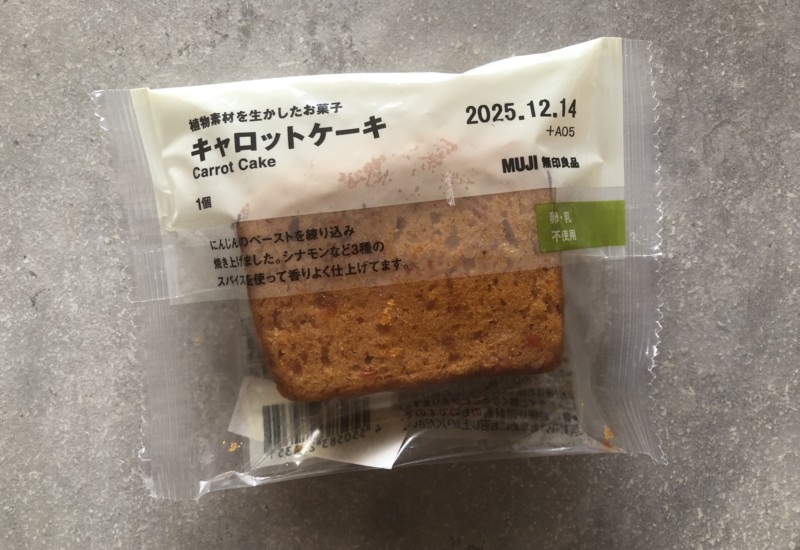 植物素材を生かしたお菓子
キャロットケーキ
Carrot Cake
1個
2025.12.14
+A05
MUJI 無印良品
卵・乳
不使用
にんじんのペーストを練り込み
焼き上げました。シナモンなど3種の
スパイスを使って香りよく仕上げてます。